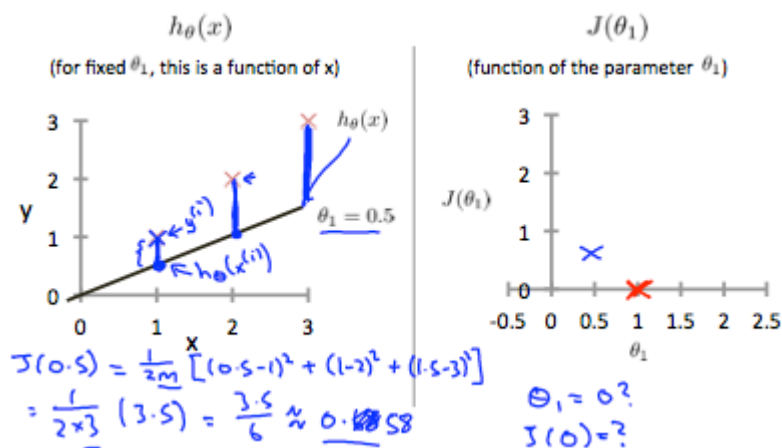 hθ(x)
(for fixed θ₁, this is a function of x)
3
2
1
0
y
0 1 2 3
x
hθ(x)
θ₁ = 0.5
y⁽ⁱ⁾
hθ(x⁽ⁱ⁾)
J(0.5) = 1/2m [(0.5-1)² + (1-2)² + (1.5-3)²]
= 1/(2×3) (3.5) = 3.5/6 ≈ 0.58
J(θ₁)
(function of the parameter θ₁)
3
2
1
0
J(θ₁)
-0.5 0 0.5 1 1.5 2 2.5
θ₁
θ₁ = 0?
J(0) = ?